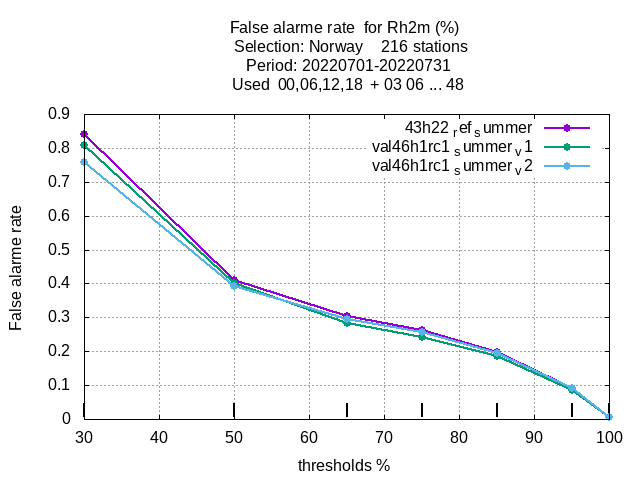 False alarme rate  for Rh2m (%)
Selection: Norway    216 stations
Period: 20220701-20220731
Used  00,06,12,18  + 03 06 ... 48
0.9
0.8
0.7
0.6
0.5
0.4
0.3
0.2
0.1
0
False alarme rate
43h22 ref summer
val46h1rc1 summer v1
val46h1rc1 summer v2
30 40 50 60 70 80 90 100
thresholds %